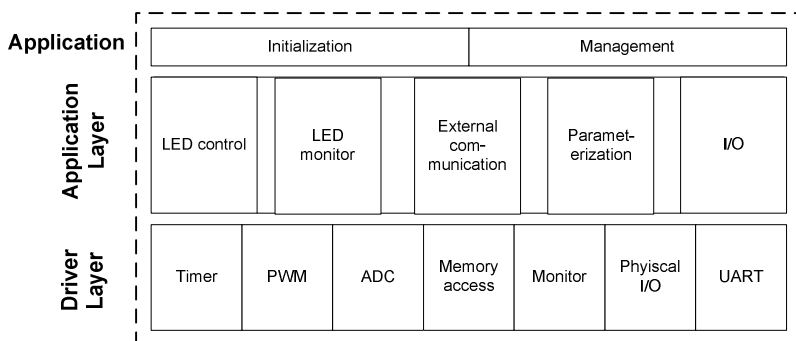 Application
Initialization
Management
Application
Layer
LED control
LED
monitor
External
com-
munication
Paramet-
erization
I/O
Driver
Layer
Timer
PWM
ADC
Memory
access
Monitor
Phyiscal
I/O
UART